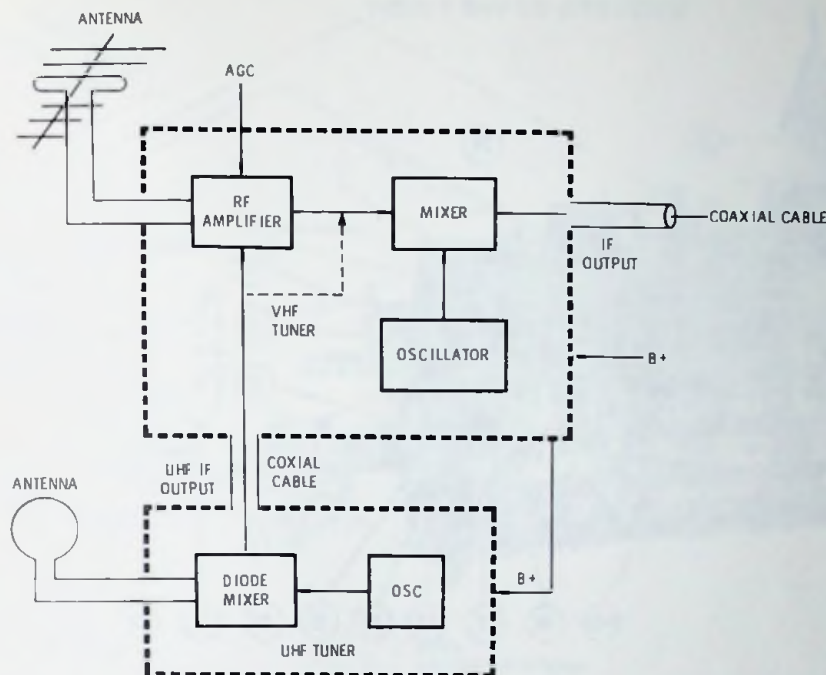 ANTENNA
AGC
RF
AMPLIFIER
MIXER
COAXIAL CABLE
IF
OUTPUT
VHF
TUNER
OSCILLATOR
B+
UHF IF
OUTPUT
COXIAL
CABLE
ANTENNA
DIODE
MIXER
OSC
B+
UHF TUNER